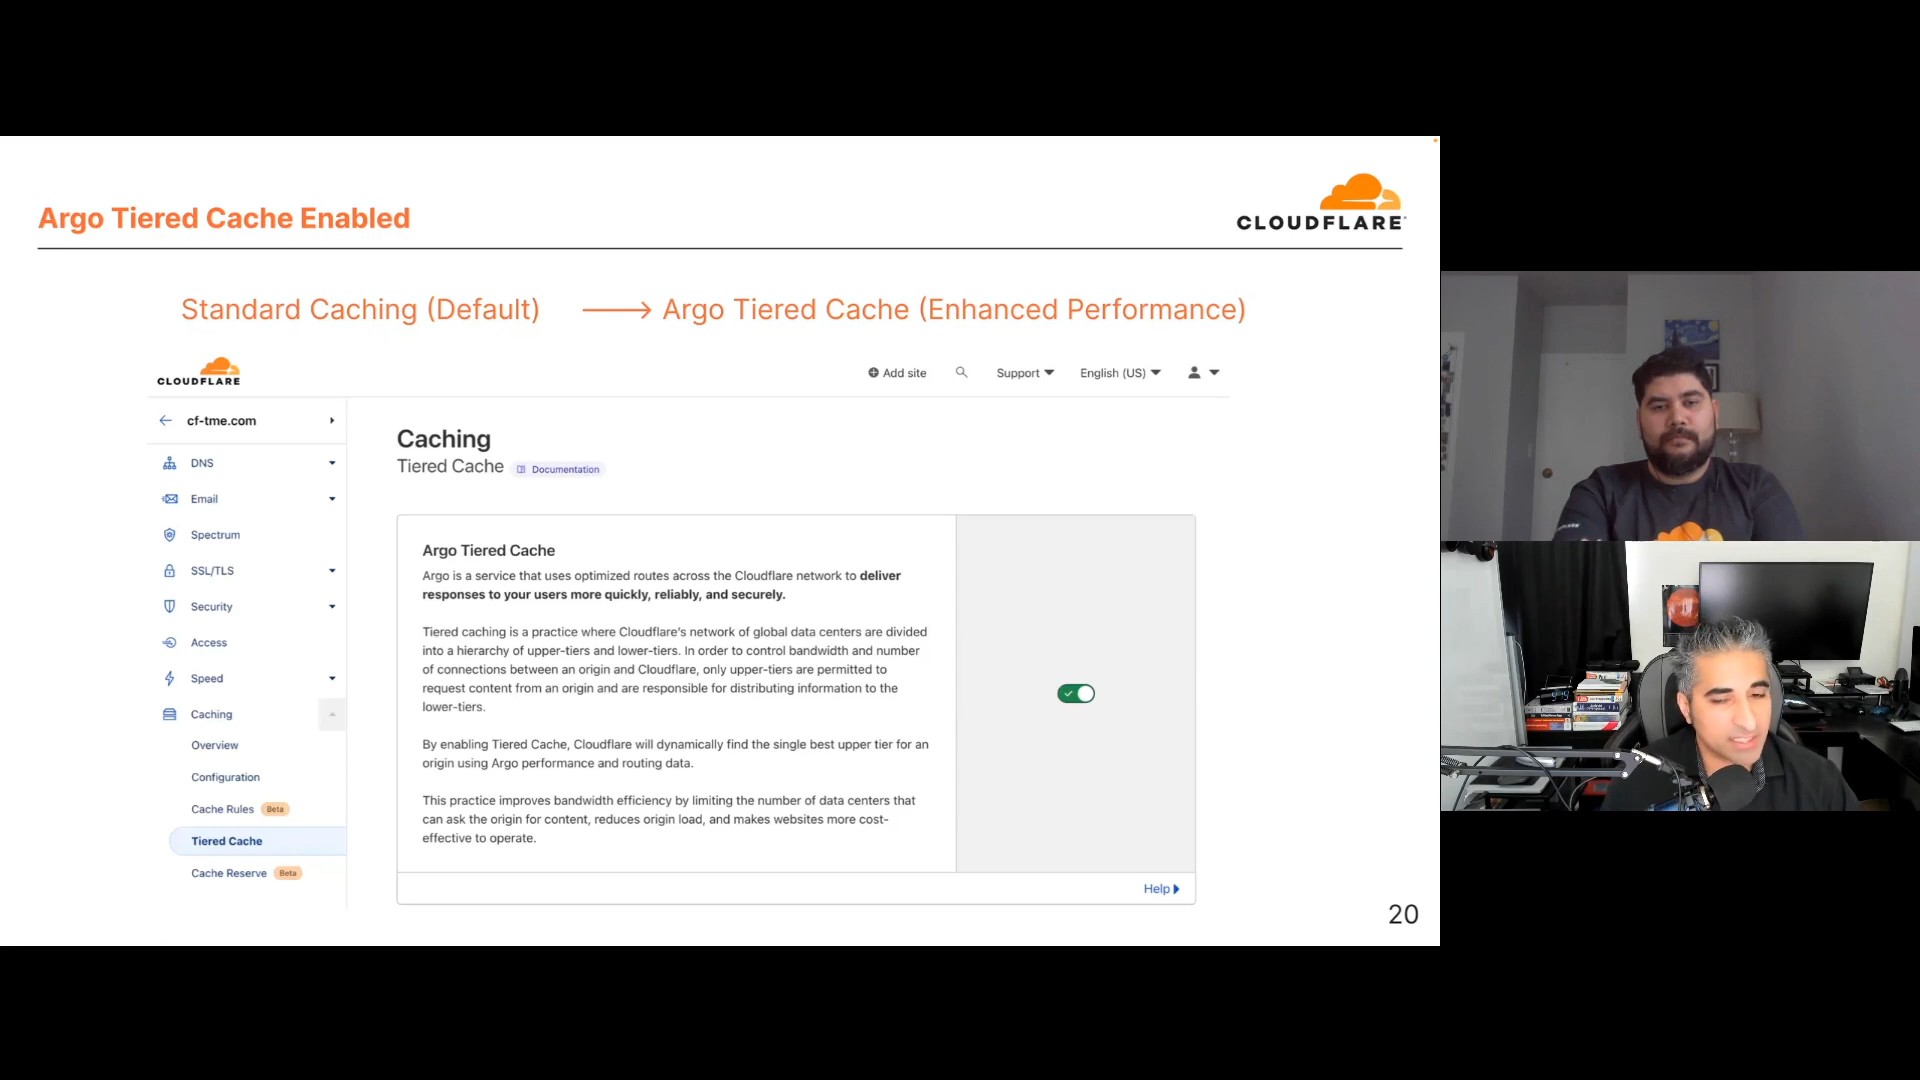 Argo Tiered Cache Enabled
CLOUDFLARE
Standard Caching (Default) → Argo Tiered Cache (Enhanced Performance)
CLOUDFLARE
Add site
Support
English (US)
cf-tme.com
DNS
Email
Spectrum
SSL/TLS
Security
Access
Speed
Caching
Overview
Configuration
Cache Rules Beta
Tiered Cache
Cache Reserve Beta
Caching
Tiered Cache
Documentation
Argo Tiered Cache
Argo is a service that uses optimized routes across the Cloudflare network to deliver
responses to your users more quickly, reliably, and securely.
Tiered caching is a practice where Cloudflare's network of global data centers are divided
into a hierarchy of upper-tiers and lower-tiers. In order to control bandwidth and number
of connections between an origin and Cloudflare, only upper-tiers are permitted to
request content from an origin and are responsible for distributing information to the
lower-tiers.
By enabling Tiered Cache, Cloudflare will dynamically find the single best upper tier for an
origin using Argo performance and routing data.
This practice improves bandwidth efficiency by limiting the number of data centers that
can ask the origin for content, reduces origin load, and makes websites more cost-
effective to operate.
Help
20